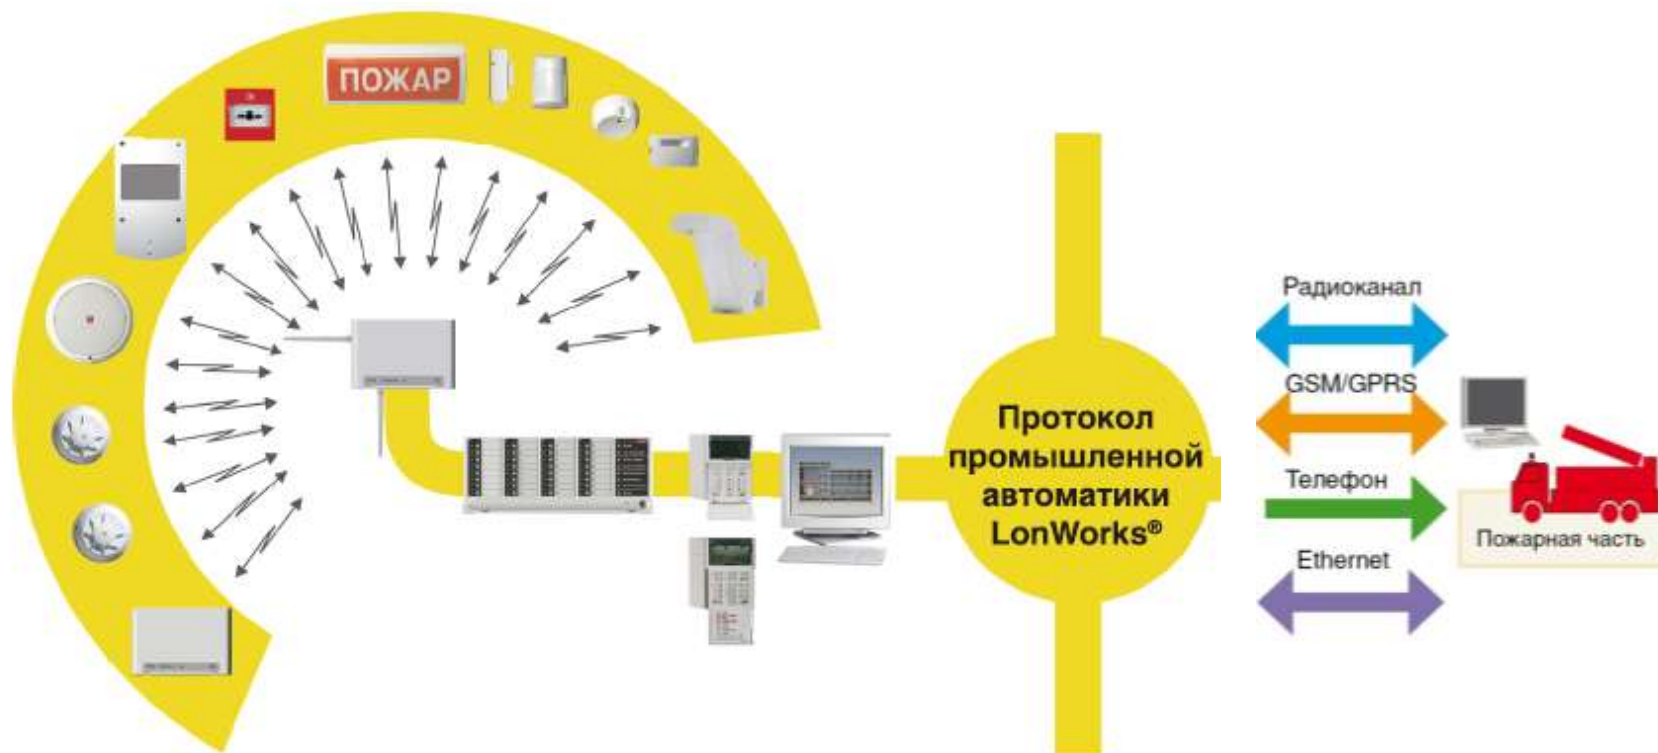 ПОЖАР
Протокол
промышленной
автоматики
LonWorks®
Радиоканал
GSM/GPRS
Телефон
Ethernet
Пожарная часть